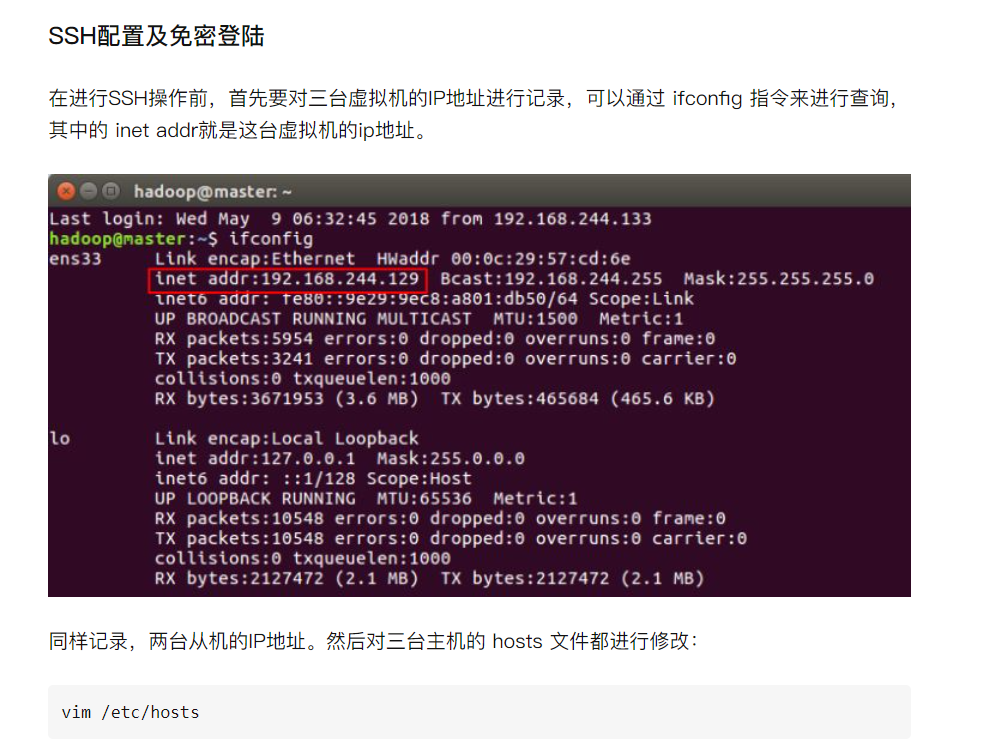 SSH配置及免密登陆
在进行SSH操作前，首先要对三台虚拟机的IP地址进行记录，可以通过 ifconfig 指令来进行查询，
其中的 inet addr就是这台虚拟机的ip地址。
hadoop@master: ~
Last login: Wed May  9 06:32:45 2018 from 192.168.244.133
hadoop@master:~$ ifconfig
ens33     Link encap:Ethernet  HWaddr 00:0c:29:57:cd:6e
          inet addr:192.168.244.129  Bcast:192.168.244.255  Mask:255.255.255.0
          inet6 addr: fe80::9e29:9ec8:a801:db50/64 Scope:Link
          UP BROADCAST RUNNING MULTICAST  MTU:1500  Metric:1
          RX packets:5954 errors:0 dropped:0 overruns:0 frame:0
          TX packets:3241 errors:0 dropped:0 overruns:0 carrier:0
          collisions:0 txqueuelen:1000
          RX bytes:3671953 (3.6 MB)  TX bytes:465684 (465.6 KB)
lo        Link encap:Local Loopback
          inet addr:127.0.0.1  Mask:255.0.0.0
          inet6 addr: ::1/128 Scope:Host
          UP LOOPBACK RUNNING  MTU:65536  Metric:1
          RX packets:10548 errors:0 dropped:0 overruns:0 frame:0
          TX packets:10548 errors:0 dropped:0 overruns:0 carrier:0
          collisions:0 txqueuelen:1000
          RX bytes:2127472 (2.1 MB)  TX bytes:2127472 (2.1 MB)
同样记录，两台从机的IP地址。然后对三台主机的 hosts 文件都进行修改：
vim /etc/hosts